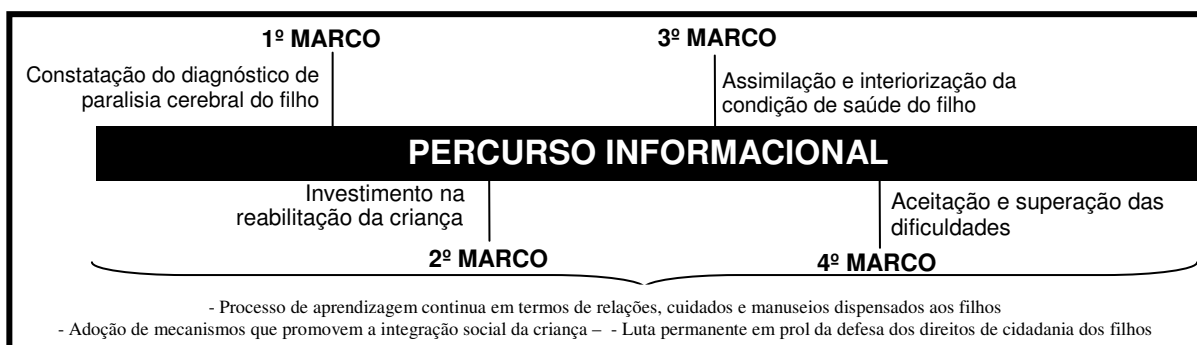 1º MARCO
Constatação do diagnóstico de
paralisia cerebral do filho
3º MARCO
Assimilação e interiorização da
condição de saúde do filho
PERCURSO INFORMACIONAL
Investimento na
reabilitação da criança
2º MARCO
Aceitação e superação das
dificuldades
4º MARCO
- Processo de aprendizagem continua em termos de relações, cuidados e manuseios dispensados aos filhos
- Adoção de mecanismos que promovem a integração social da criança – - Luta permanente em prol da defesa dos direitos de cidadania dos filhos